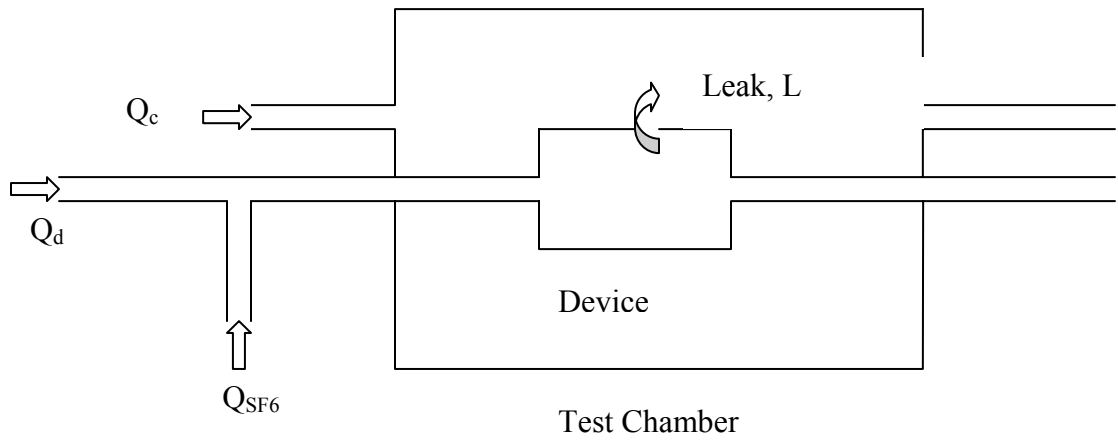 Leak, L
Qc
Qd
Device
QSF6
Test Chamber